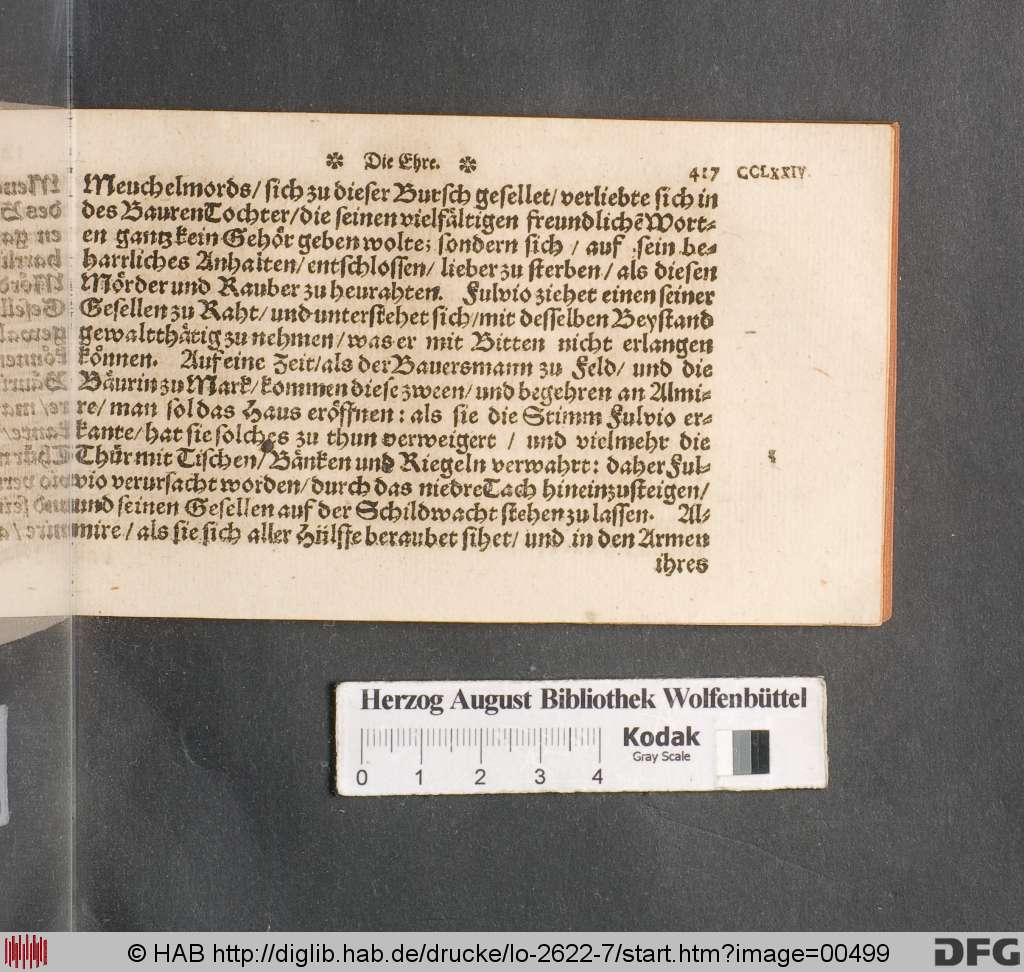 ✼ Die Ehre. ✼ 417 CCLXXIV.
Meuchelmords/ sich zu dieser Bursch gesellet/ verliebte sich in
des Bauren Tochter/ die seinen vielfältigen freundlichẽ Wort-
en gantz kein Gehör geben wolte; sondern sich / auf sein be-
harrliches Anhalten/ entschlossen/ lieber zu sterben/ als diesen
Mörder und Rauber zu heurahten. Fulvio ziehet einen seiner
Gesellen zu Raht/ und unterstehet sich/ mit desselben Beystand
gewaltthätig zu nehmen/ was er mit Bitten nicht erlangen
können. Auf eine Zeit/ als der Bauersmann zu Feld/ und die
Bäurin zu Mark/ kommen diese zween/ und begehren an Almi-
re/ man sol das Haus eröffnen: als sie die Stimm Fulvio er-
kante/ hat sie solches zu thun verweigert / und vielmehr die
Thür mit Tischen/ Bänken und Riegeln verwahrt: daher Ful-
vio verursacht worden/ durch das niedre Tach hineinzusteigen/
und seinen Gesellen auf der Schildwacht stehen zu lassen. Al-
mire/ als sie sich aller Hülffe beraubet sihet/ und in den Armen
ihres
Herzog August Bibliothek Wolfenbüttel
Kodak
Gray Scale
0 1 2 3 4
© HAB http://diglib.hab.de/drucke/lo-2622-7/start.htm?image=00499
DFG